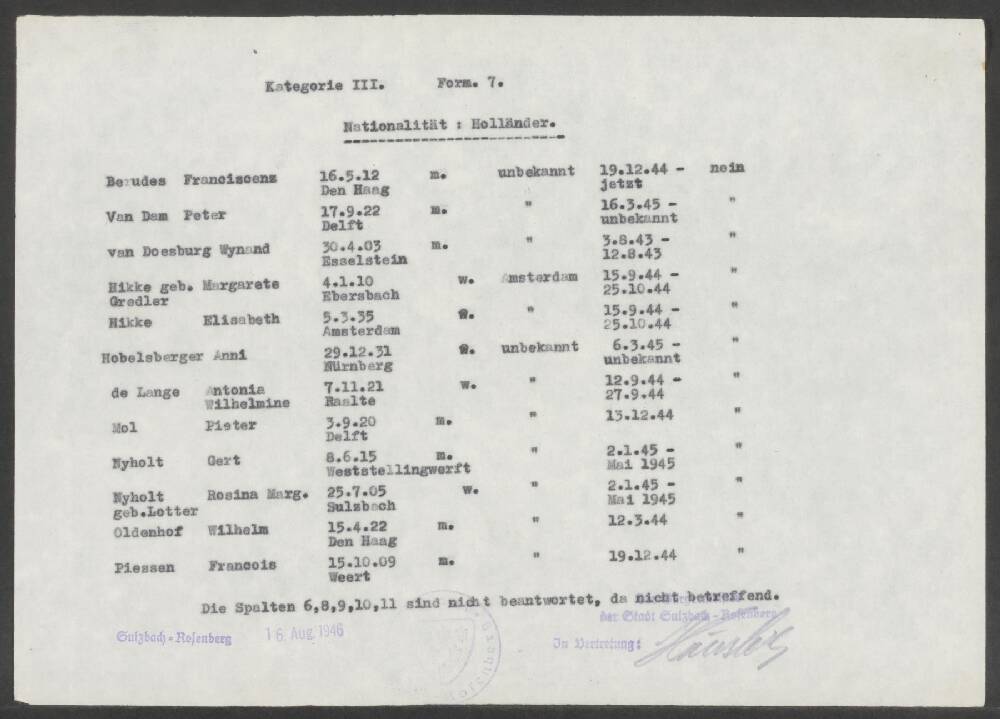 Kategorie III. Form. 7.
Nationalität : Holländer.
Be udes Franciscenz 16.5.12 m. unbekannt 19.12.44 - nein
Den Haag jetzt
Van Dam Peter 17.9.22 m. " 16.3.45 - "
Delft unbekannt
van Doesburg Wynand 30.4.03 m. " 3.8.43 - "
Esselstein 12.8.43
Hikke geb. Margarete 4.1.10 w. Amsterdam 15.9.44 - "
Gredler Ebersbach 25.10.44
Hikke Elisabeth 5.3.35 " 15.9.44 - "
Amsterdam 25.10.44
Hobelsberger Anni 29.12.31 unbekannt 6.3.45 - "
Nürnberg unbekannt
de Lange Antonia 7.11.21 w. " 12.9.44 - "
Wilhelmine Raalte 27.9.44
Mol Pieter 3.9.20 m. " 13.12.44 "
Delft
Nyholt Gert 8.6.15 m. " 2.1.45 - "
Weststellingwerft Mai 1945
Nyholt Rosina Marg. 25.7.05 w. " 2.1.45 - "
geb.Lotter Sulzbach Mai 1945
Oldenhof Wilhelm 15.4.22 m. " 12.3.44 "
Den Haag
Piessen Francois 15.10.09 m. " 19.12.44 "
Weert
Die Spalten 6,8,9,10,11 sind nicht beantwortet, da nicht betreffend.
der Stadt Sulzbach - Rosenberg
Sulzbach - Rosenberg 16. Aug. 1946
In Vertretung: